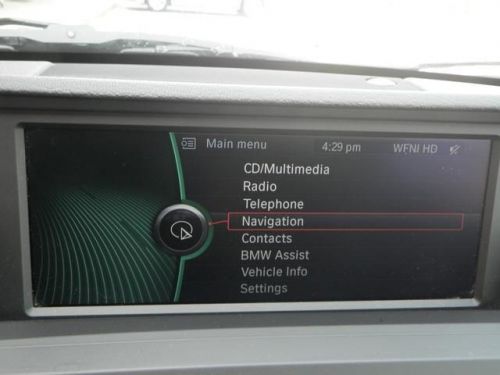 Main menu 4:29 pm WFNI HD
CD/Multimedia
Radio
Telephone
Navigation
Contacts
BMW Assist
Vehicle Info
Settings